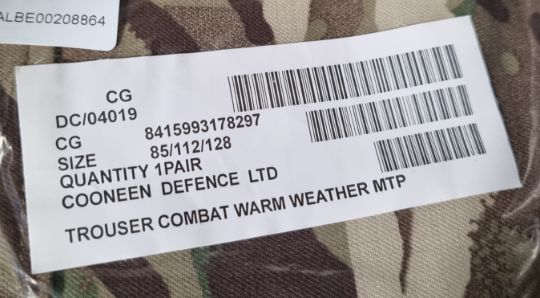 ALBE00208864
CG
DC/04019
CG 8415993178297
SIZE 85/112/128
QUANTITY 1PAIR
COONEEN DEFENCE LTD
TROUSER COMBAT WARM WEATHER MTP